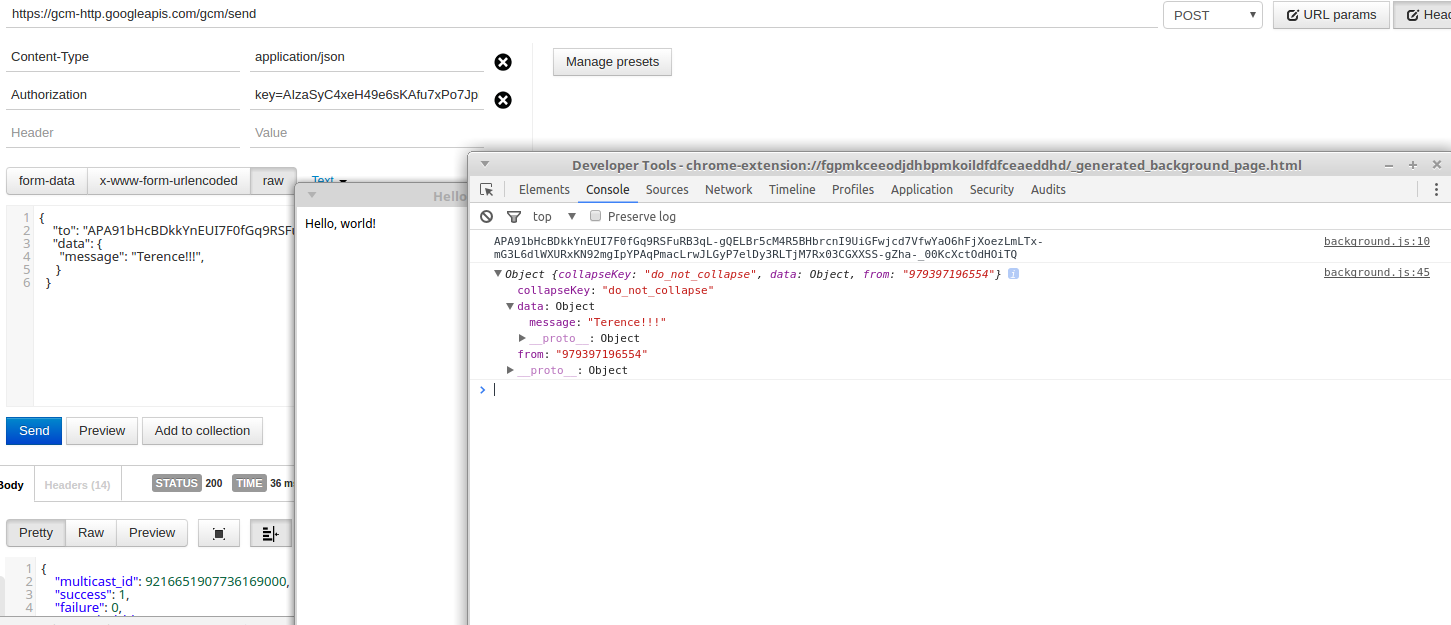 https://gcm-http.googleapis.com/gcm/send
POST
URL params
Hea
Content-Type
application/json
Manage presets
Authorization
key=AIzaSyC4xeH49e6sKAfu7xPo7Jp
Header
Value
form-data
x-www-form-urlencoded
raw
Text
1 {
2 "to": "APA91bHcBDkkYnEUI7F0fGq9RSFu
3 "data": {
4 "message": "Terence!!!",
5 }
6 }
Send
Preview
Add to collection
Body
Headers (14)
STATUS 200
TIME 36 m
Pretty
Raw
Preview
1 {
2 "multicast_id": 9216651907736169000,
3 "success": 1,
4 "failure": 0,
Hello
Hello, world!
Developer Tools - chrome-extension://fgpmkceeodjdhbpmkoildfdfceaeddhd/_generated_background_page.html
Elements
Console
Sources
Network
Timeline
Profiles
Application
Security
Audits
top
Preserve log
APA91bHcBDkkYnEUI7F0fGq9RSFuRB3qL-gQELBr5cM4R5BHbrcnI9UiGFwjcd7VfwYaO6hFjXoezLmLTx-
mG3L6dlWXURxKN92mgIpYPAqPmacLrwJLGyP7elDy3RLTjM7Rx03CGXXSS-gZha-_00KcXctOdHOiTQ
background.js:10
Object {collapseKey: "do_not_collapse", data: Object, from: "979397196554"}
background.js:45
collapseKey: "do_not_collapse"
data: Object
message: "Terence!!!"
__proto__: Object
from: "979397196554"
__proto__: Object